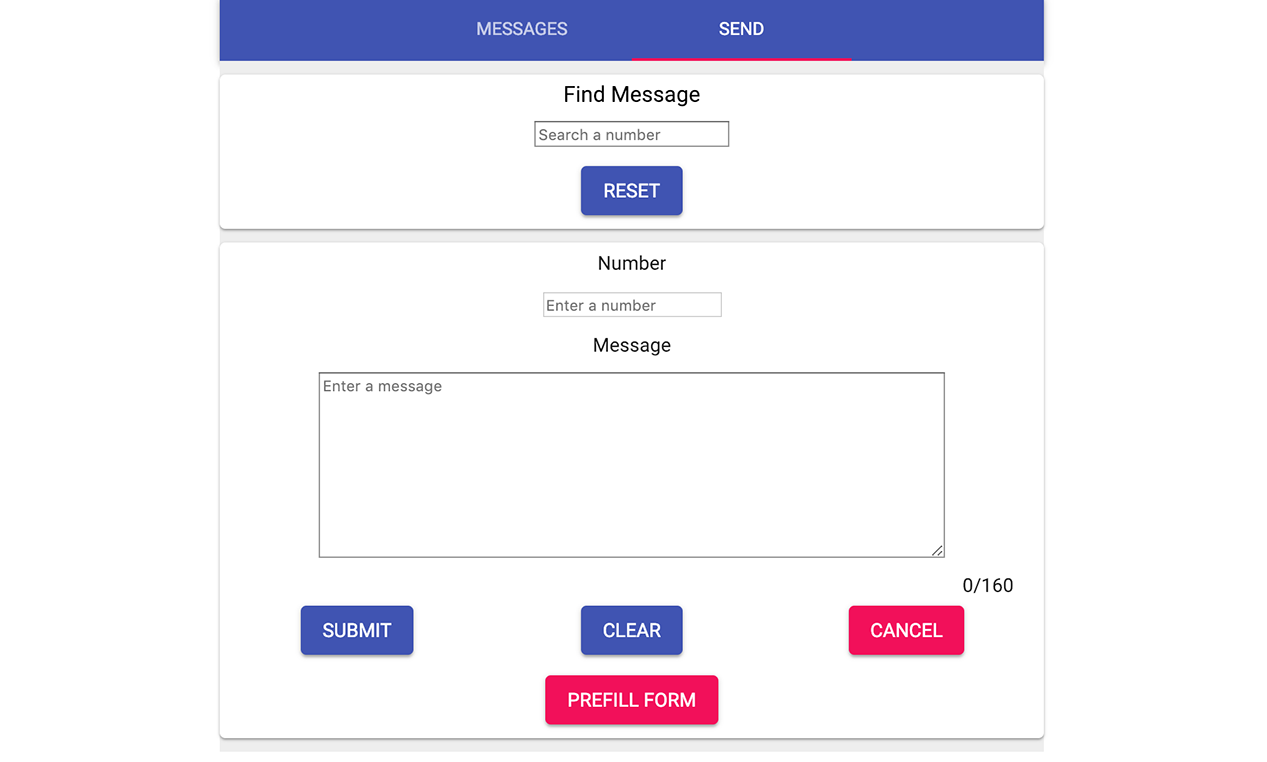 MESSAGES SEND
Find Message
Search a number
RESET
Number
Enter a number
Message
Enter a message
0/160
SUBMIT CLEAR CANCEL
PREFILL FORM